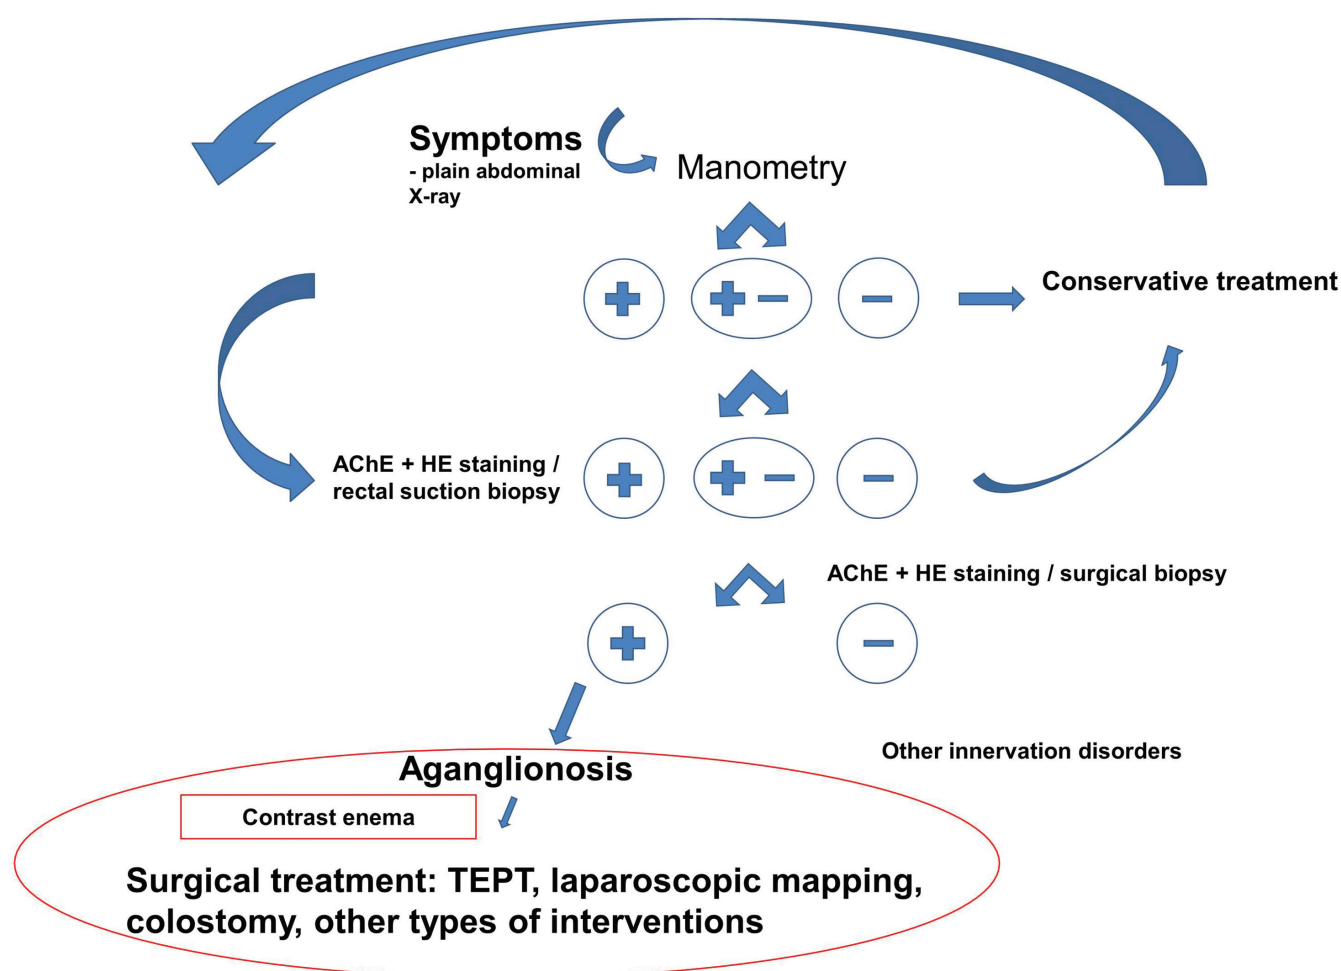 Symptoms
- plain abdominal
X-ray
Manometry
Conservative treatment
AChE + HE staining /
rectal suction biopsy
AChE + HE staining / surgical biopsy
Other innervation disorders
Aganglionosis
Contrast enema
Surgical treatment: TEPT, laparoscopic mapping,
colostomy, other types of interventions